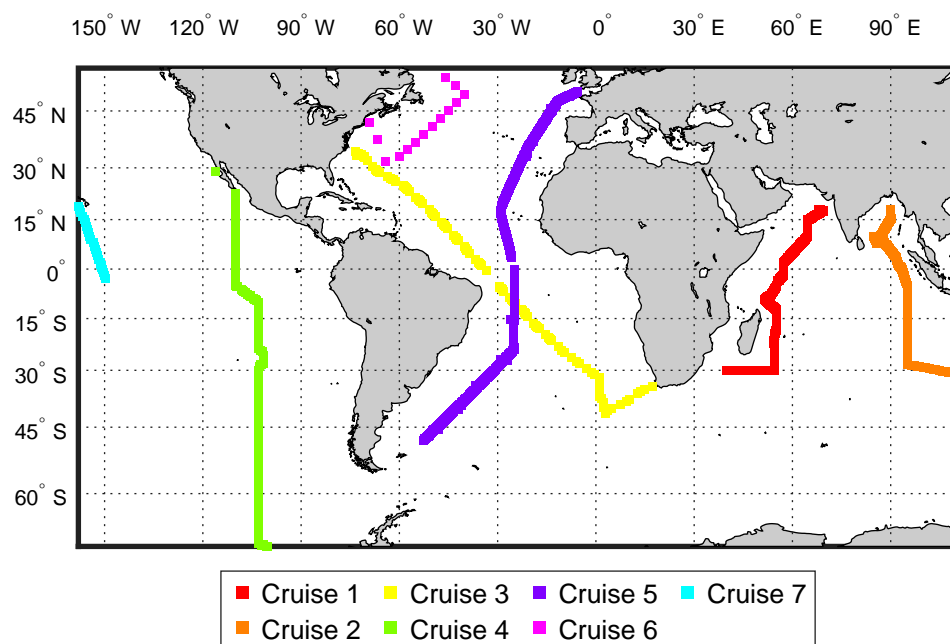 150° W 120° W 90° W 60° W 30° W 0° 30° E 60° E 90° E
45° N
30° N
15° N
0°
15° S
30° S
45° S
60° S
Cruise 1 Cruise 3 Cruise 5 Cruise 7
Cruise 2 Cruise 4 Cruise 6